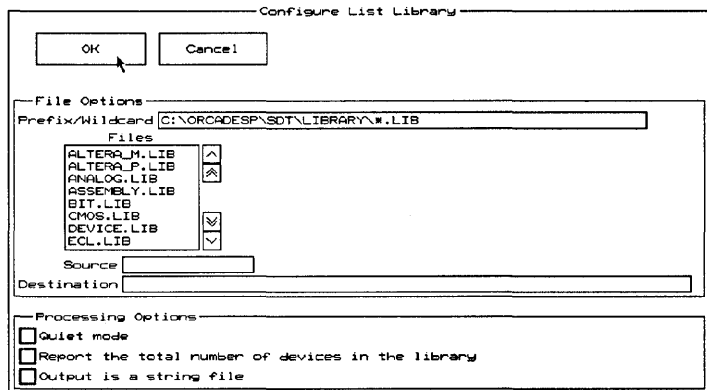 Configure List Library
OK
Cancel
File Options
Prefix/Wildcard C:\ORCADESP\SDT\LIBRARY\*.LIB
Files
ALTERA_M.LIB
ALTERA_P.LIB
ANALOG.LIB
ASSEMBLY.LIB
BIT.LIB
CMOS.LIB
DEVICE.LIB
ECL.LIB
Source
Destination
Processing Options
Quiet mode
Report the total number of devices in the library
Output is a string file